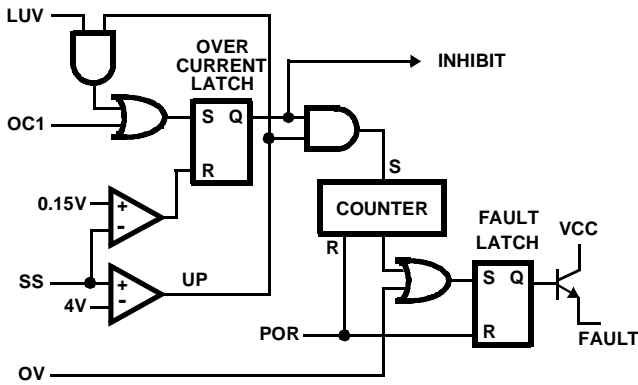 LUV
OVER
CURRENT
LATCH
INHIBIT
OC1
S Q
R
S
0.15V
+
-
COUNTER
R
FAULT
LATCH
VCC
SS
UP
+
-
4V
S Q
POR
R
FAULT
OV